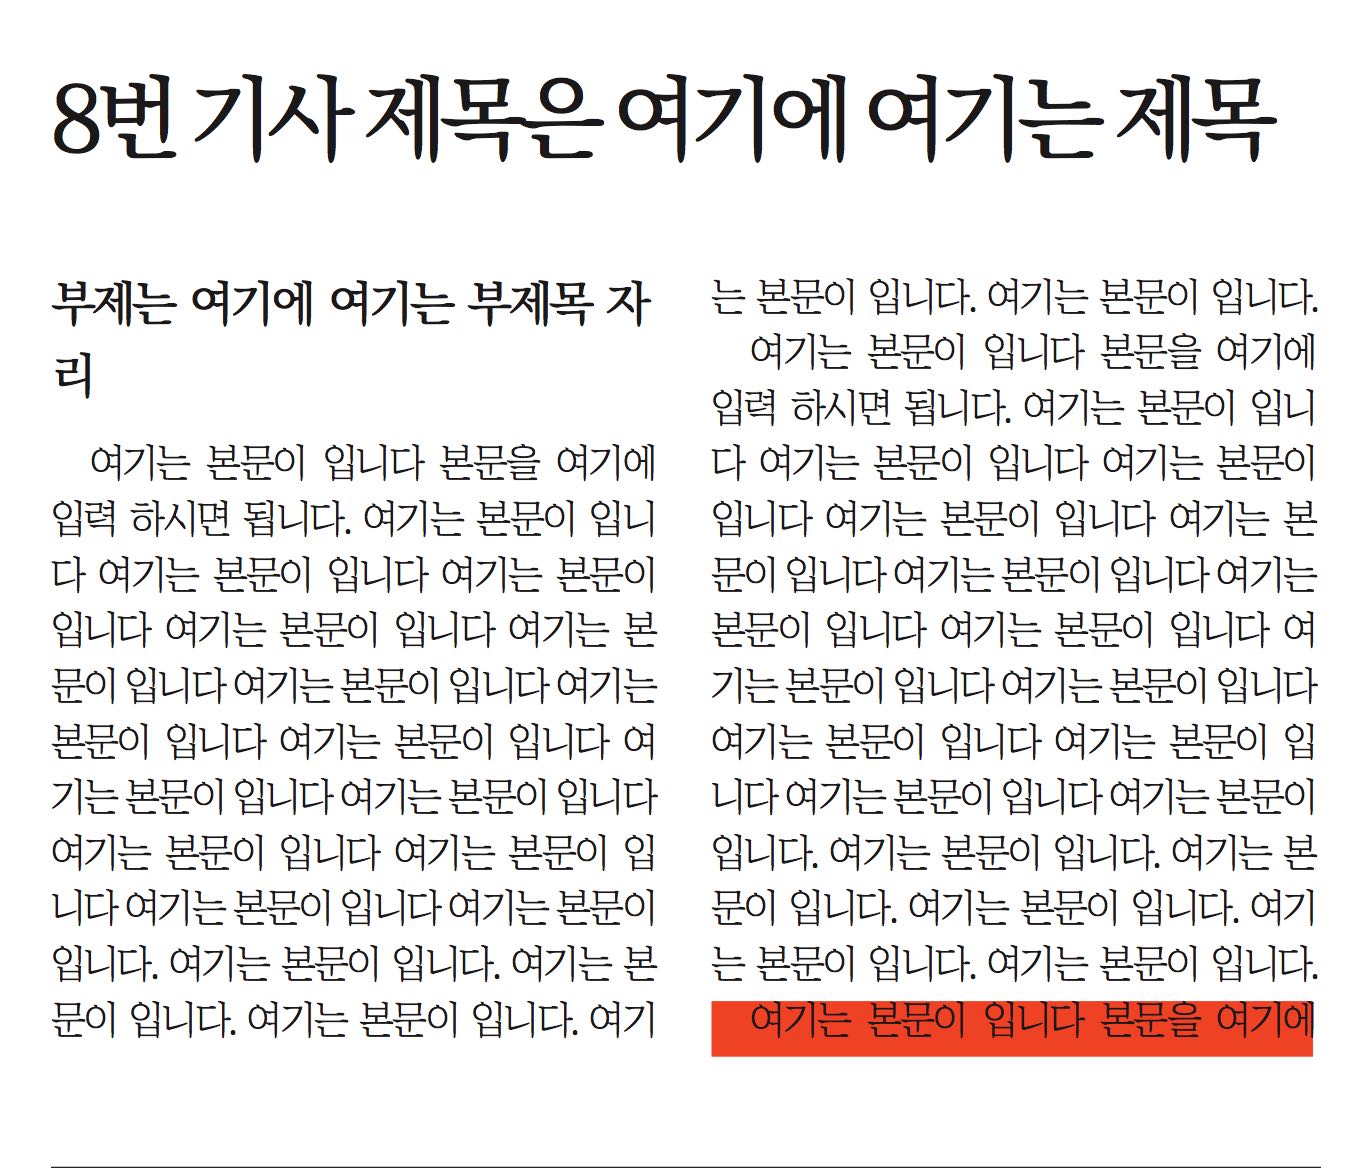 8번 기사 제목은 여기에 여기는 제목
부제는 여기에 여기는 부제목 자
리
여기는 본문이 입니다 본문을 여기에
입력 하시면 됩니다. 여기는 본문이 입니
다 여기는 본문이 입니다 여기는 본문이
입니다 여기는 본문이 입니다 여기는 본
문이 입니다 여기는 본문이 입니다 여기는
본문이 입니다 여기는 본문이 입니다 여
기는 본문이 입니다 여기는 본문이 입니다
여기는 본문이 입니다 여기는 본문이 입
니다 여기는 본문이 입니다 여기는 본문이
입니다. 여기는 본문이 입니다. 여기는 본
문이 입니다. 여기는 본문이 입니다. 여기
는 본문이 입니다. 여기는 본문이 입니다.
여기는 본문이 입니다 본문을 여기에
입력 하시면 됩니다. 여기는 본문이 입니
다 여기는 본문이 입니다 여기는 본문이
입니다 여기는 본문이 입니다 여기는 본
문이 입니다 여기는 본문이 입니다 여기는
본문이 입니다 여기는 본문이 입니다 여
기는 본문이 입니다 여기는 본문이 입니다
여기는 본문이 입니다 여기는 본문이 입
니다 여기는 본문이 입니다 여기는 본문이
입니다. 여기는 본문이 입니다. 여기는 본
문이 입니다. 여기는 본문이 입니다. 여기
는 본문이 입니다. 여기는 본문이 입니다.
여기는 본문이 입니다 본문을 여기에